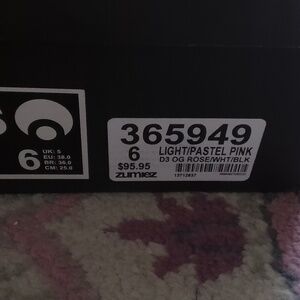 6
UK: 5
EU: 38.0
BR: 36.0
CM: 25.0
365949
6
LIGHT/PASTEL PINK
D3 OG ROSE/WHT/BLK
$95.95
zumiez